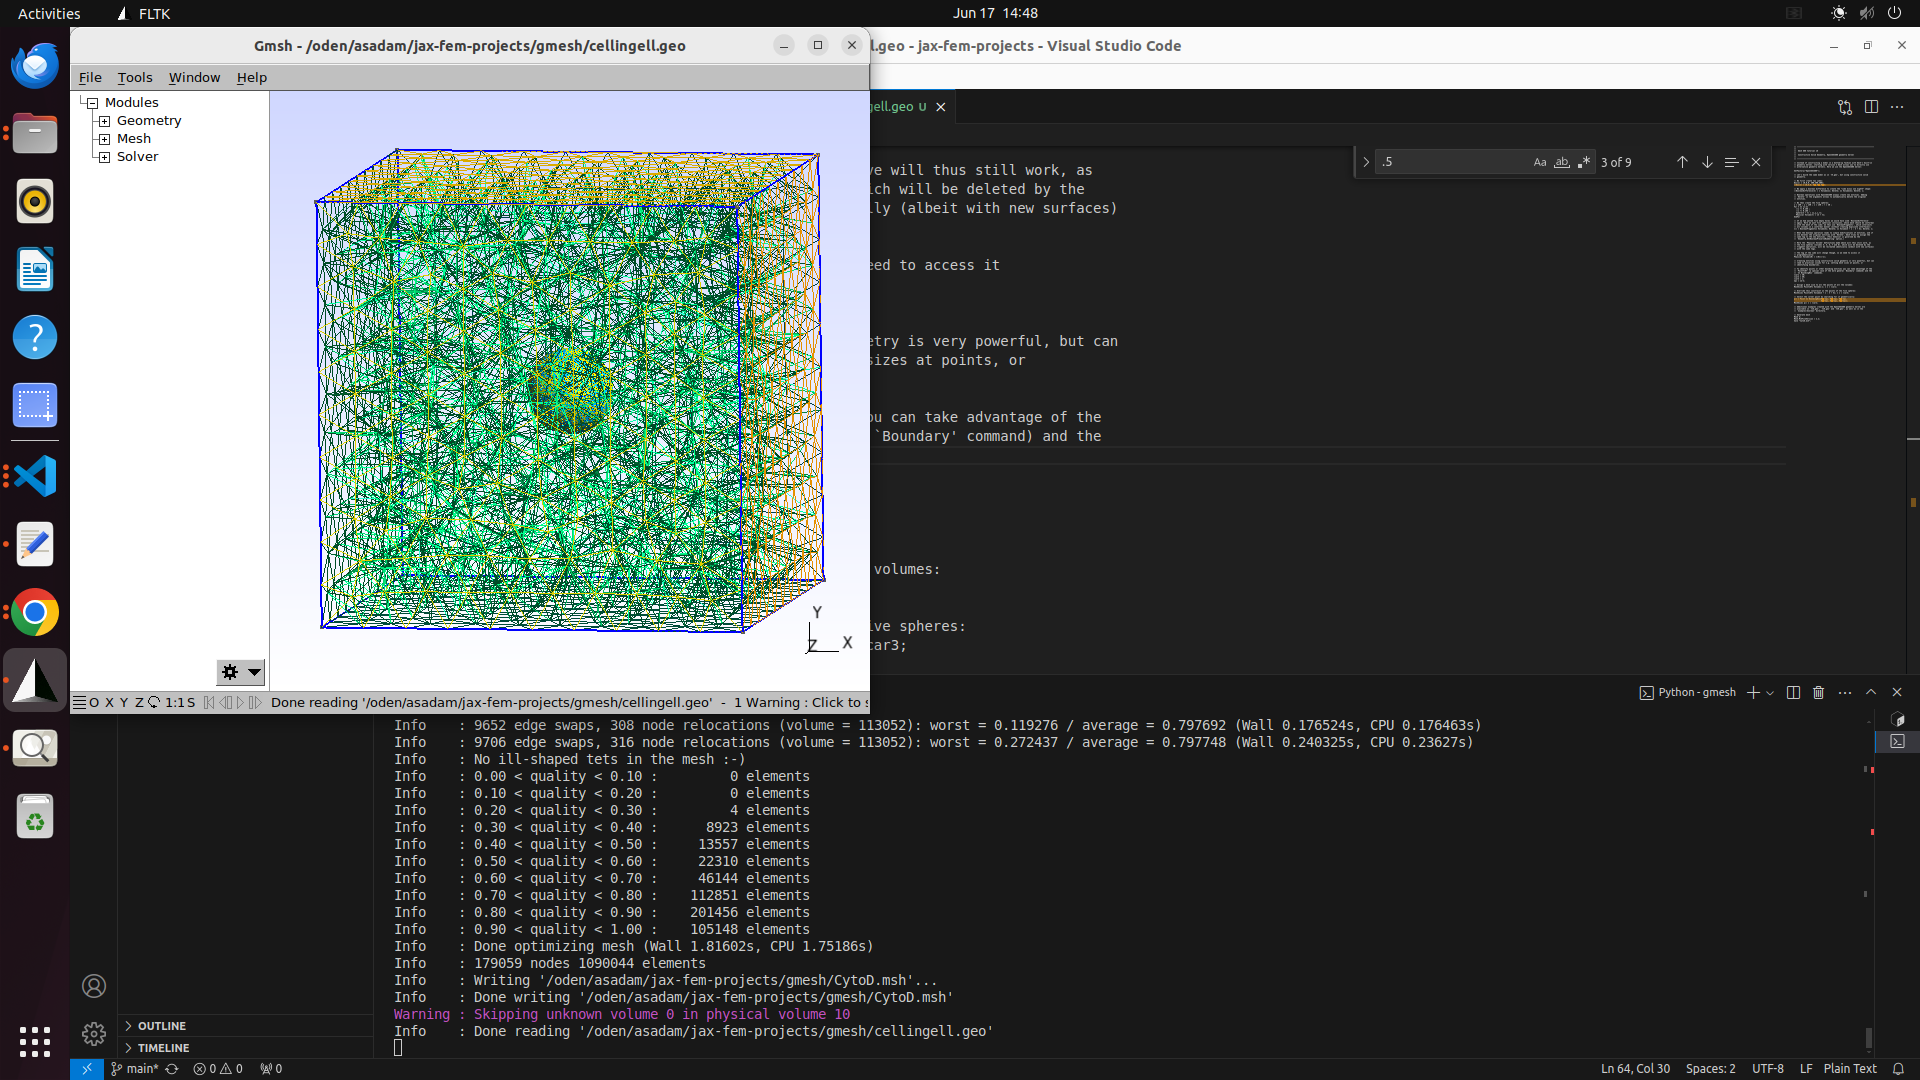 Activities
FLTK
Jun 17 14:48
Gmsh - /oden/asadam/jax-fem-projects/gmesh/cellingell.geo
l.geo - jax-fem-projects - Visual Studio Code
File Tools Window Help
Modules
Geometry
Mesh
Solver
gell.geo U
.5
Aa ab .* 3 of 9
ve will thus still work, as
ich will be deleted by the
lly (albeit with new surfaces)
eed to access it
etry is very powerful, but can
sizes at points, or
ou can take advantage of the
`Boundary' command) and the
volumes:
ive spheres:
car3;
Y
Z X
O X Y Z 1:1 S Done reading '/oden/asadam/jax-fem-projects/gmesh/cellingell.geo' - 1 Warning : Click to s
Python - gmesh
Info : 9652 edge swaps, 308 node relocations (volume = 113052): worst = 0.119276 / average = 0.797692 (Wall 0.176524s, CPU 0.176463s)
Info : 9706 edge swaps, 316 node relocations (volume = 113052): worst = 0.272437 / average = 0.797748 (Wall 0.240325s, CPU 0.23627s)
Info : No ill-shaped tets in the mesh :-)
Info : 0.00 < quality < 0.10 : 0 elements
Info : 0.10 < quality < 0.20 : 0 elements
Info : 0.20 < quality < 0.30 : 4 elements
Info : 0.30 < quality < 0.40 : 8923 elements
Info : 0.40 < quality < 0.50 : 13557 elements
Info : 0.50 < quality < 0.60 : 22310 elements
Info : 0.60 < quality < 0.70 : 46144 elements
Info : 0.70 < quality < 0.80 : 112851 elements
Info : 0.80 < quality < 0.90 : 201456 elements
Info : 0.90 < quality < 1.00 : 105148 elements
Info : Done optimizing mesh (Wall 1.81602s, CPU 1.75186s)
Info : 179059 nodes 1090044 elements
Info : Writing '/oden/asadam/jax-fem-projects/gmesh/CytoD.msh'...
Info : Done writing '/oden/asadam/jax-fem-projects/gmesh/CytoD.msh'
Warning : Skipping unknown volume 0 in physical volume 10
Info : Done reading '/oden/asadam/jax-fem-projects/gmesh/cellingell.geo'
OUTLINE
TIMELINE
main* 0 0 0
Ln 64, Col 30 Spaces: 2 UTF-8 LF Plain Text